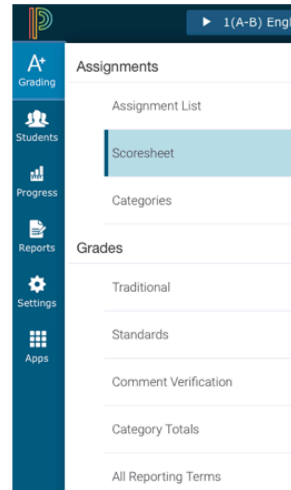 1(A-B) Engl
A+
Grading
Students
Progress
Reports
Settings
Apps
Assignments
Assignment List
Scoresheet
Categories
Grades
Traditional
Standards
Comment Verification
Category Totals
All Reporting Terms